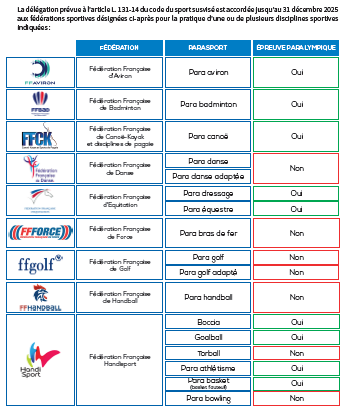 La délégation prévue à l'article L. 131-14 du code du sport susvisé est accordée jusqu'au 31 décembre 2025
aux fédérations sportives désignées ci-après pour la pratique d'une ou de plusieurs disciplines sportives
indiquées :
FÉDÉRATION PARASPORT ÉPREUVE PARALYMPIQUE
FFAVIRON
Fédération Française
d'Aviron
Para aviron Oui
FFBAD
Fédération Française
de Badminton
Para badminton Oui
FFCK
Fédération Française
de Canoë-Kayak
et disciplines de pagaie
Para canoë Oui
Fédération
Française
de Danse
Fédération Française
de Danse
Para danse
Para danse adaptée
Non
Fédération Française
d'Equitation
Para dressage Oui
Para équestre Oui
FFFORCE
Fédération Française
de Force
Para bras de fer Non
ffgolf
Fédération Française
de Golf
Para golf Non
Para golf adapté Non
FFHANDBALL
Fédération Française
de Handball
Para handball Non
Handi
Sport
Fédération Française
Handisport
Boccia Oui
Goalball Oui
Torball Non
Para athlétisme Oui
Para basket
(basket fauteuil)
Oui
Para bowling Non